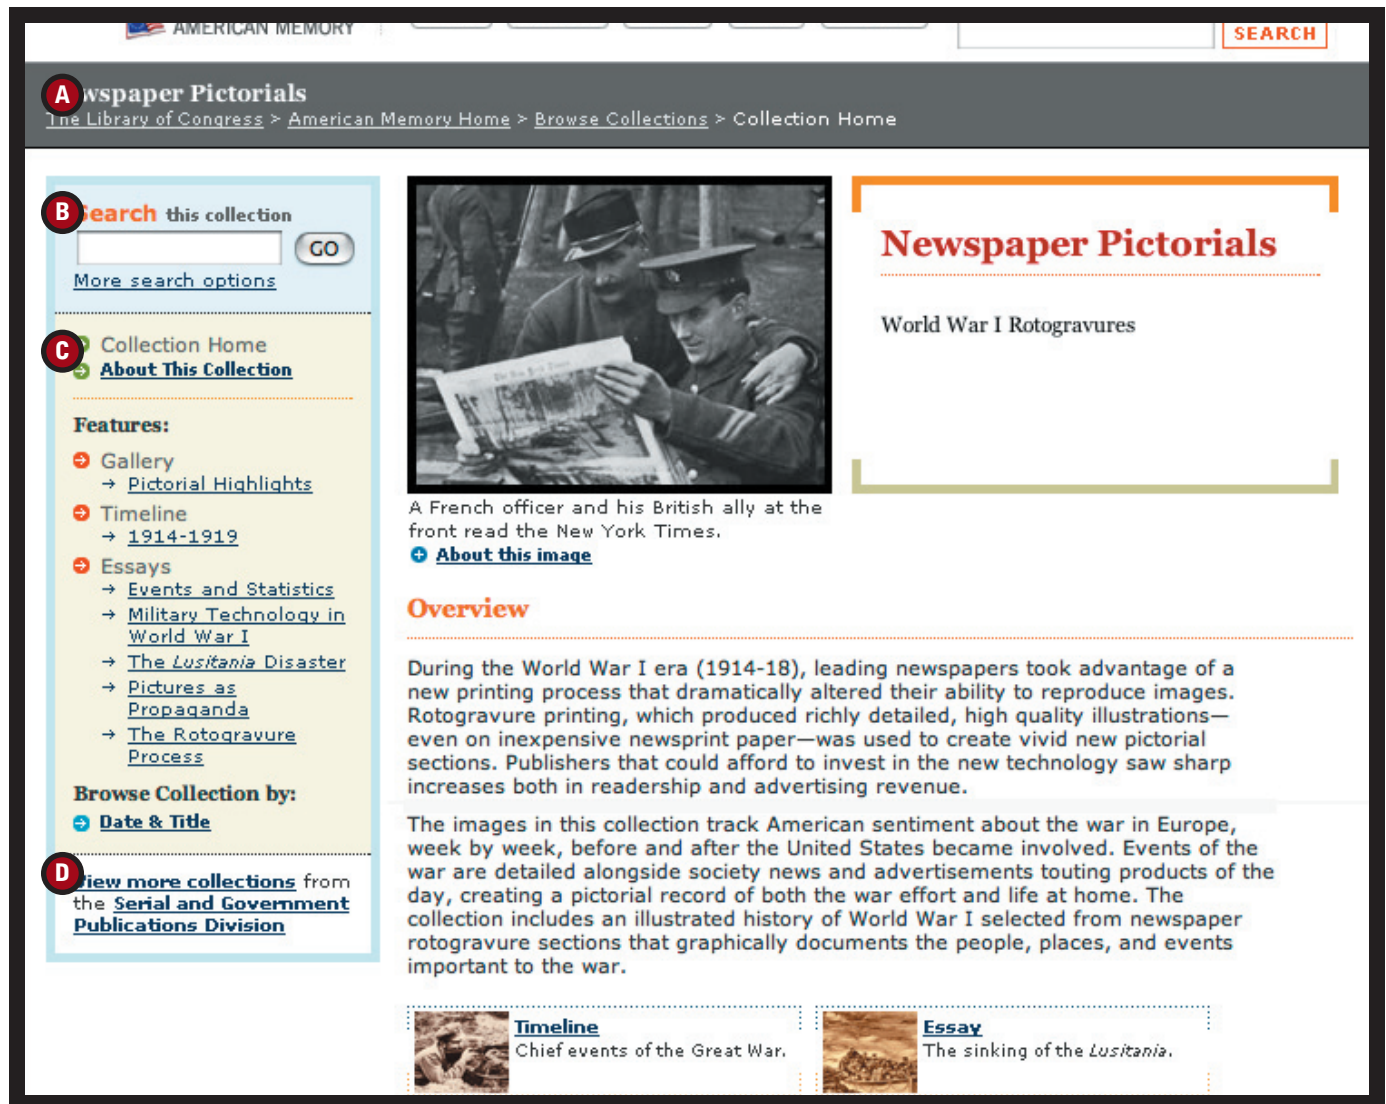 AMERICAN MEMORY
SEARCH
A
wspaper Pictorials
The Library of Congress > American Memory Home > Browse Collections > Collection Home
B
Search this collection
GO
More search options
C
Collection Home
About This Collection
Features:
Gallery
→ Pictorial Highlights
Timeline
→ 1914-1919
Essays
→ Events and Statistics
→ Military Technology in
World War I
→ The Lusitania Disaster
→ Pictures as
Propaganda
→ The Rotogravure
Process
Browse Collection by:
Date & Title
D
View more collections from
the Serial and Government
Publications Division
The New York Times
A French officer and his British ally at the
front read the New York Times.
About this image
Newspaper Pictorials
World War I Rotogravures
Overview
During the World War I era (1914-18), leading newspapers took advantage of a
new printing process that dramatically altered their ability to reproduce images.
Rotogravure printing, which produced richly detailed, high quality illustrations—
even on inexpensive newsprint paper—was used to create vivid new pictorial
sections. Publishers that could afford to invest in the new technology saw sharp
increases both in readership and advertising revenue.
The images in this collection track American sentiment about the war in Europe,
week by week, before and after the United States became involved. Events of the
war are detailed alongside society news and advertisements touting products of the
day, creating a pictorial record of both the war effort and life at home. The
collection includes an illustrated history of World War I selected from newspaper
rotogravure sections that graphically documents the people, places, and events
important to the war.
Timeline
Chief events of the Great War.
Essay
The sinking of the Lusitania.